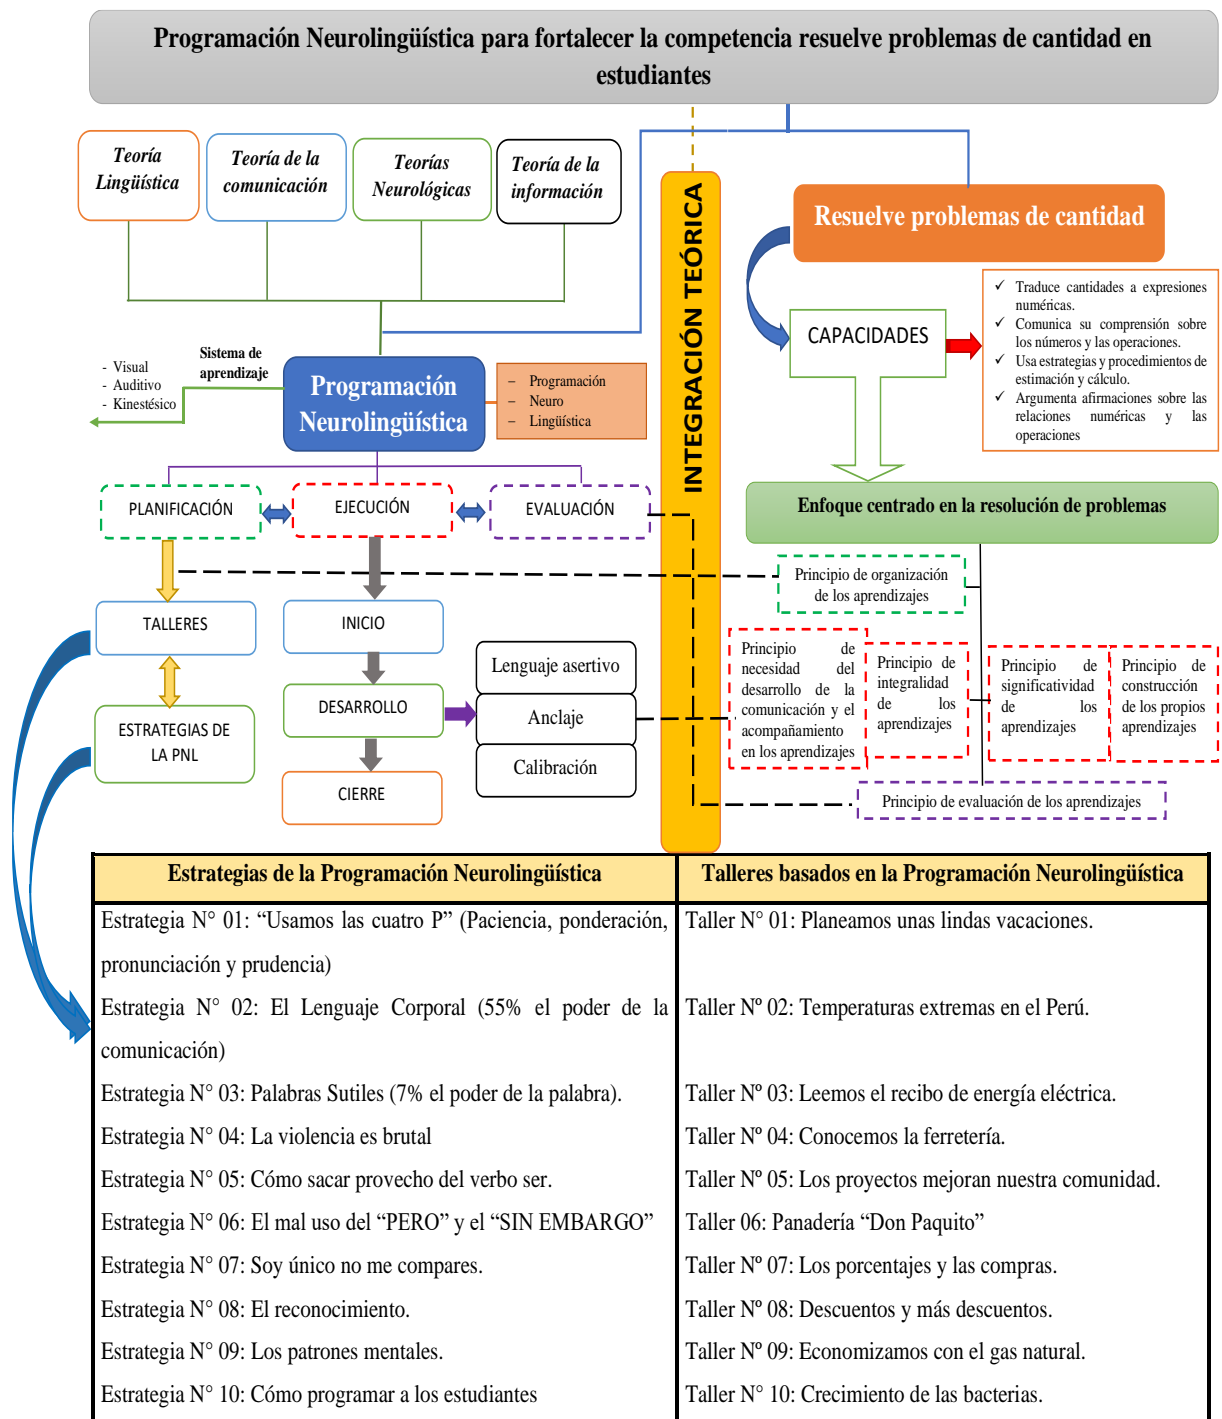 Programación Neurolingüística para fortalecer la competencia resuelve problemas de cantidad en
estudiantes
Teoría
Lingüística
Teoría de la
comunicación
Teorías
Neurológicas
Teoría de la
información
INTEGRACIÓN TEÓRICA
Resuelve problemas de cantidad
CAPACIDADES
✓ Traduce cantidades a expresiones
numéricas.
✓ Comunica su comprensión sobre
los números y las operaciones.
✓ Usa estrategias y procedimientos de
estimación y cálculo.
✓ Argumenta afirmaciones sobre las
relaciones numéricas y las
operaciones
Sistema de
aprendizaje
- Visual
- Auditivo
- Kinestésico
Programación
Neurolingüística
– Programación
– Neuro
– Lingüística
PLANIFICACIÓN
EJECUCIÓN
EVALUACIÓN
Enfoque centrado en la resolución de problemas
Principio de organización
de los aprendizajes
TALLERES
INICIO
DESARROLLO
CIERRE
ESTRATEGIAS DE
LA PNL
Lenguaje asertivo
Anclaje
Calibración
Principio de
necesidad del
desarrollo de la
comunicación y el
acompañamiento
en los aprendizajes
Principio de
integralidad
de los
aprendizajes
Principio de
significatividad
de los
aprendizajes
Principio de
construcción
de los propios
aprendizajes
Principio de evaluación de los aprendizajes
Estrategias de la Programación Neurolingüística
Talleres basados en la Programación Neurolingüística
Estrategia N° 01: “Usamos las cuatro P” (Paciencia, ponderación,
pronunciación y prudencia)
Taller N° 01: Planeamos unas lindas vacaciones.
Estrategia N° 02: El Lenguaje Corporal (55% el poder de la
comunicación)
Taller Nº 02: Temperaturas extremas en el Perú.
Estrategia N° 03: Palabras Sutiles (7% el poder de la palabra).
Taller Nº 03: Leemos el recibo de energía eléctrica.
Estrategia N° 04: La violencia es brutal
Taller Nº 04: Conocemos la ferretería.
Estrategia N° 05: Cómo sacar provecho del verbo ser.
Taller Nº 05: Los proyectos mejoran nuestra comunidad.
Estrategia N° 06: El mal uso del “PERO” y el “SIN EMBARGO”
Taller 06: Panadería “Don Paquito”
Estrategia N° 07: Soy único no me compares.
Taller Nº 07: Los porcentajes y las compras.
Estrategia N° 08: El reconocimiento.
Taller Nº 08: Descuentos y más descuentos.
Estrategia N° 09: Los patrones mentales.
Taller Nº 09: Economizamos con el gas natural.
Estrategia N° 10: Cómo programar a los estudiantes
Taller N° 10: Crecimiento de las bacterias.